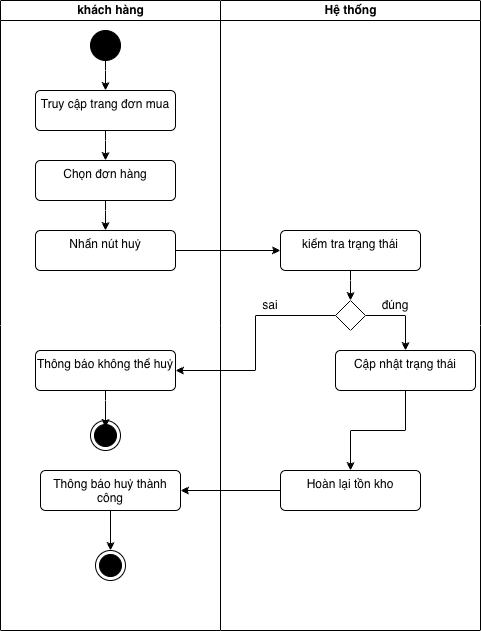 khách hàng
Hệ thống
Truy cập trang đơn mua
Chọn đơn hàng
Nhấn nút huỷ
kiểm tra trạng thái
sai
đúng
Thông báo không thể huỷ
Cập nhật trạng thái
Thông báo huỷ thành
công
Hoàn lại tồn kho